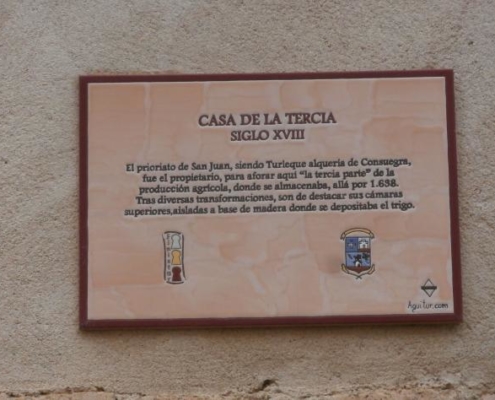 CASA DE LA TERCIA
SIGLO XVIII
El prioriato de San Juan, siendo Turleque alquería de Consuegra,
fue el propietario, para aforar aquí "la tercia parte" de la
producción agrícola, donde se almacenaba, allá por 1.638.
Tras diversas transformaciones, son de destacar sus cámaras
superiores,aisladas a base de madera donde se depositaba el trigo.
Aguitor.com